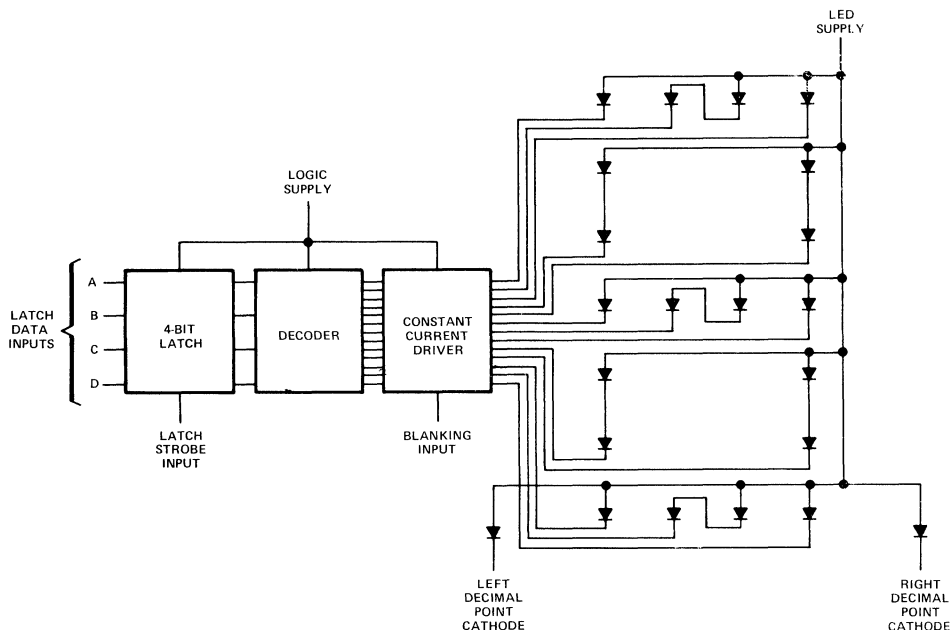 LED
SUPPLY
LOGIC
SUPPLY
LATCH
DATA
INPUTS
A
B
C
D
4-BIT
LATCH
DECODER
CONSTANT
CURRENT
DRIVER
LATCH
STROBE
INPUT
BLANKING
INPUT
LEFT
DECIMAL
POINT
CATHODE
RIGHT
DECIMAL
POINT
CATHODE